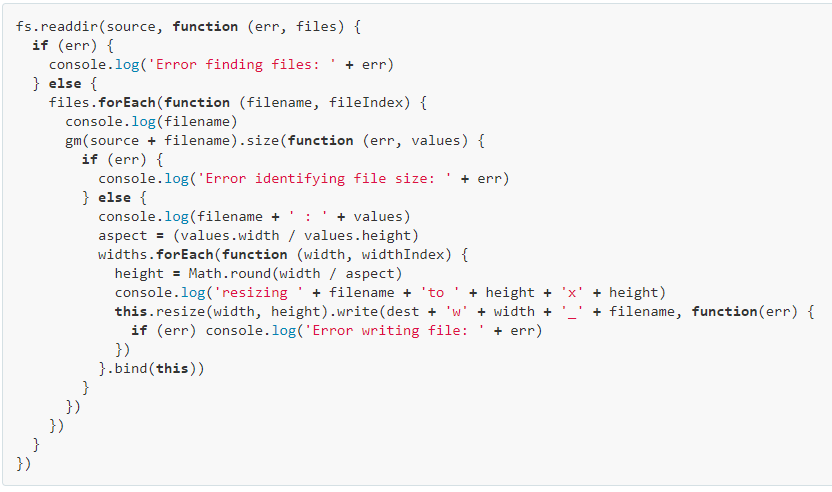 fs.readdir(source, function (err, files) {
  if (err) {
    console.log('Error finding files: ' + err)
  } else {
    files.forEach(function (filename, fileIndex) {
      console.log(filename)
      gm(source + filename).size(function (err, values) {
        if (err) {
          console.log('Error identifying file size: ' + err)
        } else {
          console.log(filename + ' : ' + values)
          aspect = (values.width / values.height)
          widths.forEach(function (width, widthIndex) {
            height = Math.round(width / aspect)
            console.log('resizing ' + filename + 'to ' + height + 'x' + height)
            this.resize(width, height).write(dest + 'w' + width + '_' + filename, function(err) {
              if (err) console.log('Error writing file: ' + err)
            })
          }.bind(this))
        }
      })
    })
  }
})